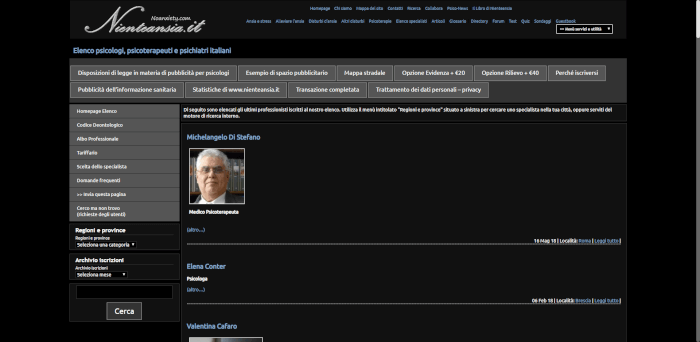 Noanxiety.com
Nienteansia.it
Homepage Chi siamo Mappa del sito Contatti Ricerca Collabora Psico-News Il Libro di Nienteansia
Ansia e stress Alleviare l'ansia Disturbi d'ansia Altri disturbi Psicoterapia Elenco specialisti Articoli Glossario Directory Forum Test Quiz Sondaggi Guestbook
== Menù servizi e utilità ==
Elenco psicologi, psicoterapeuti e psichiatri italiani
Disposizioni di legge in materia di pubblicità per psicologi Esempio di spazio pubblicitario Mappa stradale Opzione Evidenza + €20 Opzione Rilievo + €40 Perché iscriversi
Pubblicità dell'informazione sanitaria Statistiche di www.nienteansia.it Transazione completata Trattamento dei dati personali – privacy
Homepage Elenco
Codice Deontologico
Albo Professionale
Tariffario
Scelta dello specialista
Domande frequenti
»» Invia questa pagina
Cerco ma non trovo
(richieste degli utenti)
Regioni e province
Regioni e province
Seleziona una categoria
Archivio iscrizioni
Archivio iscrizioni
Seleziona mese
Cerca
Di seguito sono elencati gli ultimi professionisti iscritti al nostro elenco. Utilizza il menù intitolato "Regioni e province" situato a sinistra per cercare uno specialista nella tua città, oppure serviti del
motore di ricerca interno.
Michelangelo Di Stefano
Medico Psicoterapeuta
(altro…)
16 Mag 18 | Località: Roma | Leggi tutto |
Elena Conter
Psicologa
(altro…)
06 Feb 18 | Località: Brescia | Leggi tutto |
Valentina Cafaro